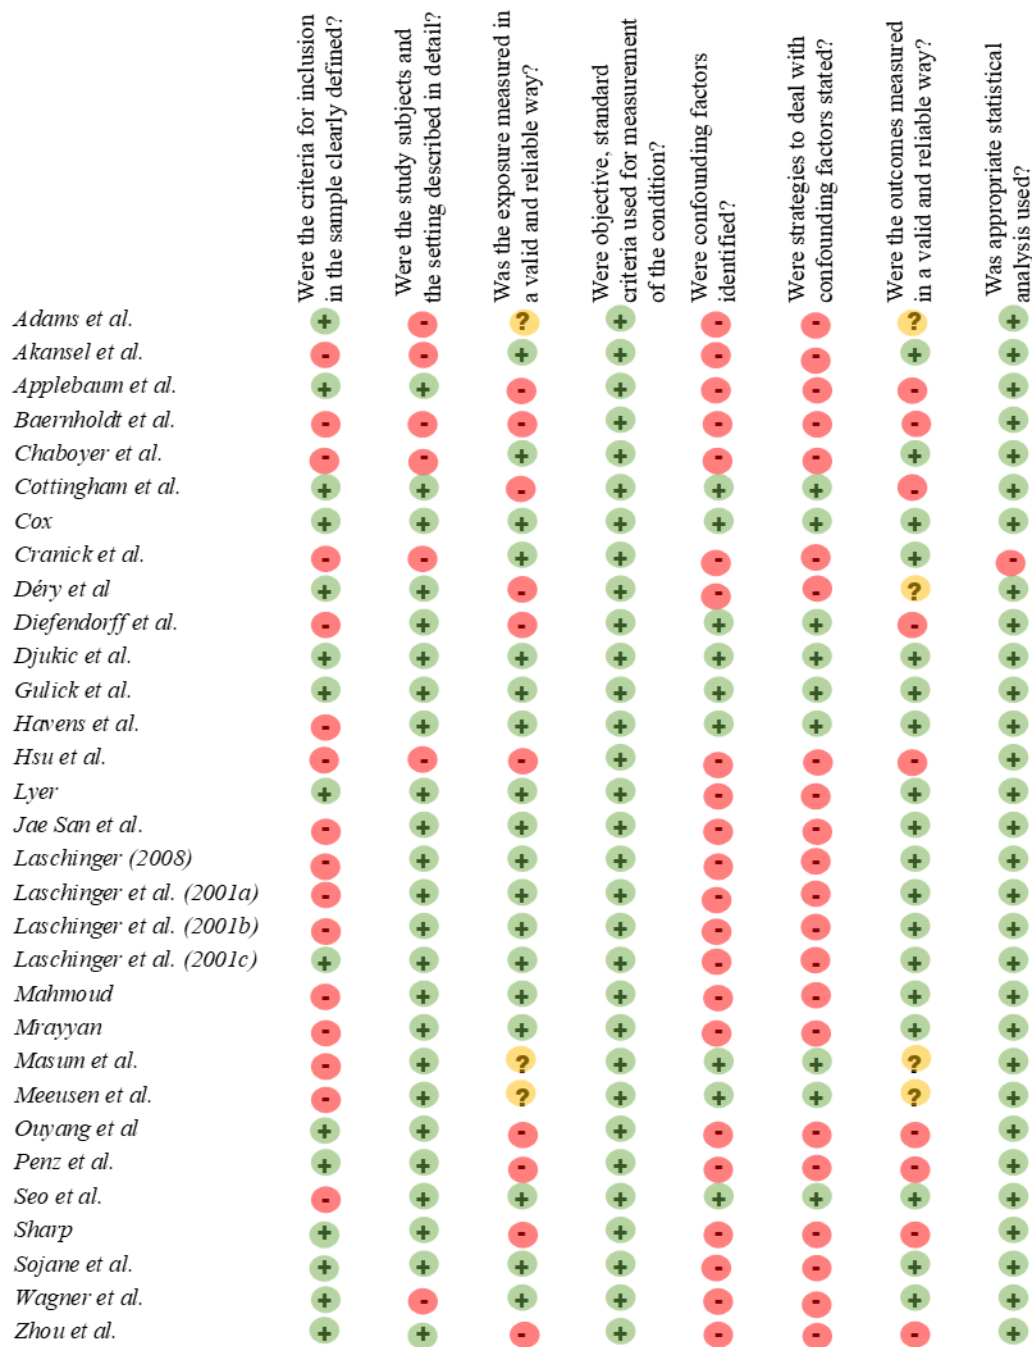 Were the criteria for inclusion
in the sample clearly defined?
Were the study subjects and
the setting described in detail?
Was the exposure measured in
a valid and reliable way?
Were objective, standard
criteria used for measurement
of the condition?
Were confounding factors
identified?
Were strategies to deal with
confounding factors stated?
Were the outcomes measured
in a valid and reliable way?
Was appropriate statistical
analysis used?
Adams et al. + - ? + - - ? +
Akansel et al. - - + + - - + +
Applebaum et al. + + - + - - - +
Baernholdt et al. - - - + - - - +
Chaboyer et al. - - + + - - + +
Cottingham et al. + + - + + + - +
Cox + + + + + + + +
Cranick et al. - - + + - - + -
Déry et al + + - + - - ? +
Diefendorff et al. - + - + + + - +
Djukic et al. + + + + + + + +
Gulick et al. + + + + + + + +
Havens et al. - + + + + + + +
Hsu et al. - - - + - - - +
Lyer + + + + - - + +
Jae San et al. - + + + - - + +
Laschinger (2008) - + + + - - + +
Laschinger et al. (2001a) - + + + - - + +
Laschinger et al. (2001b) - + + + - - + +
Laschinger et al. (2001c) + + + + - - + +
Mahmoud - + + + - - + +
Mrayyan - + + + - - + +
Masum et al. - + ? + + + ? +
Meeusen et al. - + ? + + + ? +
Ouyang et al + + - + - - - +
Penz et al. + + - + - - - +
Seo et al. - + + + + + + +
Sharp + + - + - - - +
Sojane et al. + + + + - - + +
Wagner et al. + - + + - - + +
Zhou et al. + + - + - - - +